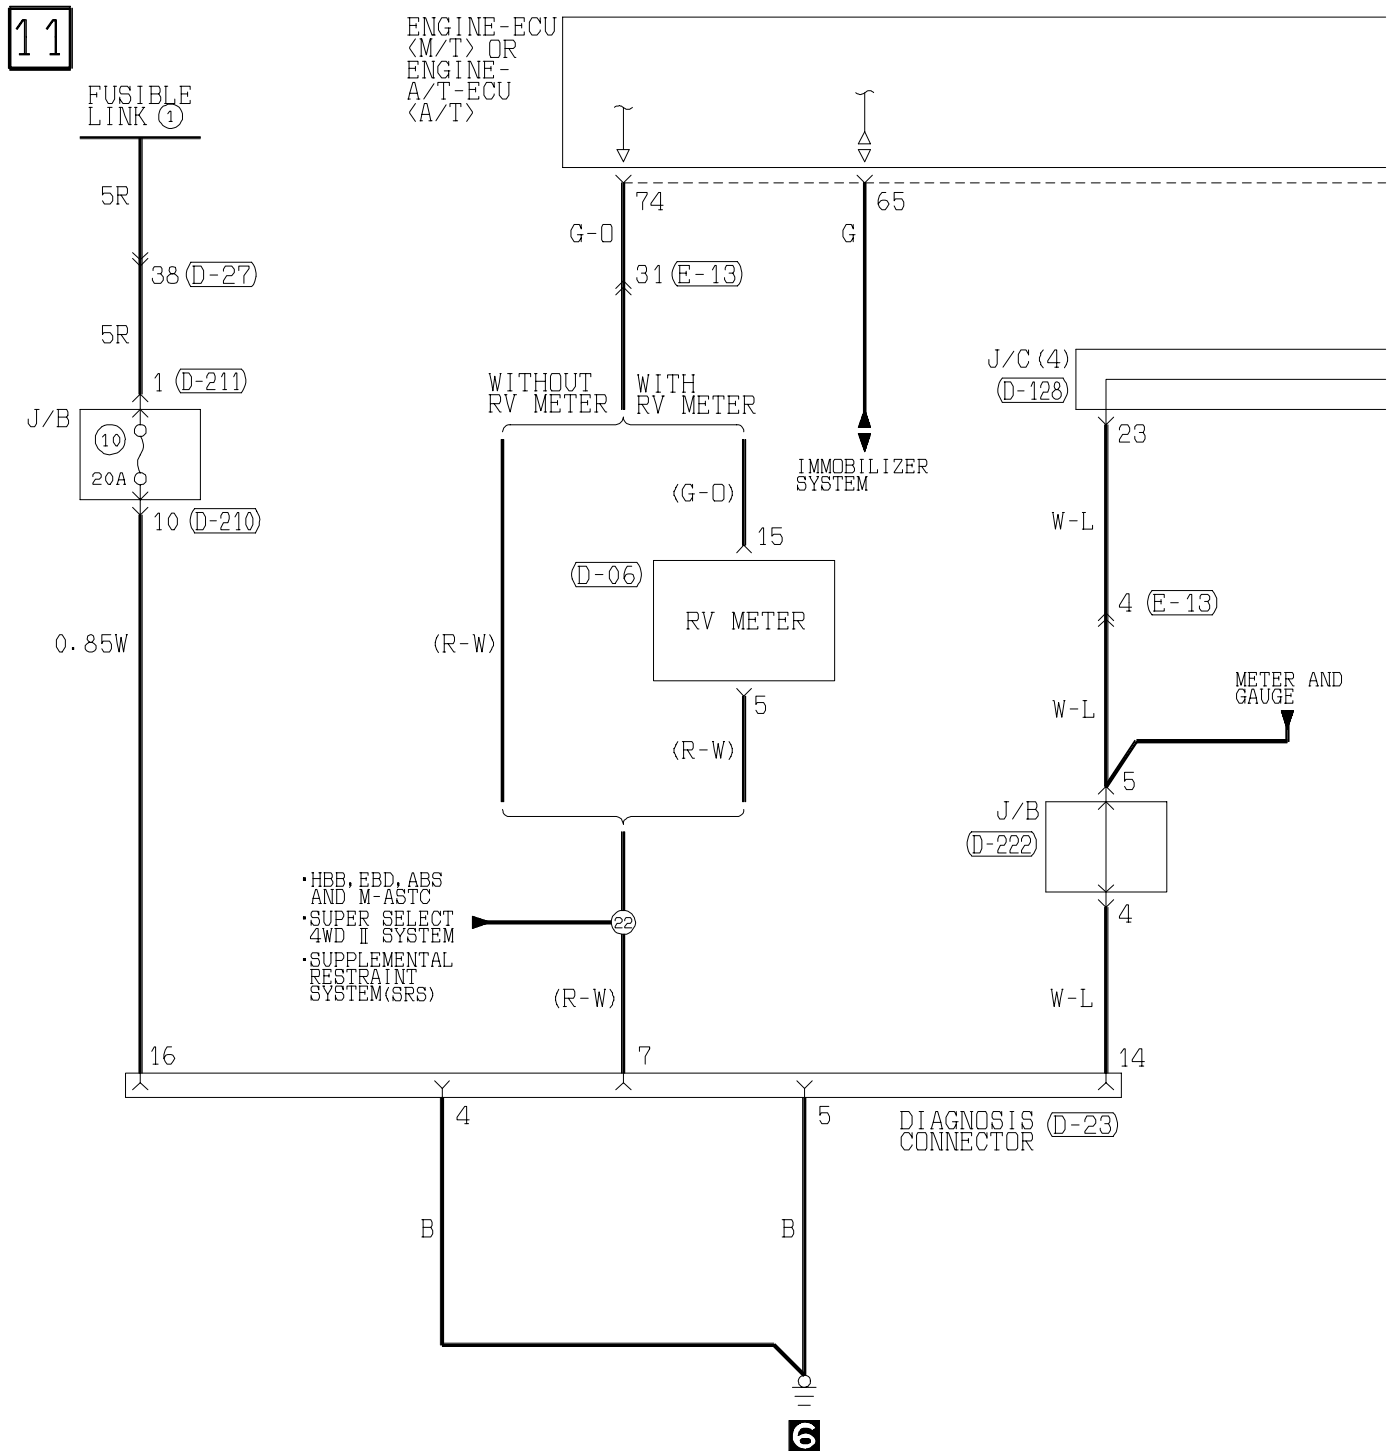 11
ENGINE-ECU
<M/T> OR
ENGINE-
A/T-ECU
<A/T>
FUSIBLE
LINK ①
5R
74
65
G-O
G
38 (D-27)
31 (E-13)
5R
J/C(4)
(D-128)
1 (D-211)
WITHOUT
RV METER
WITH
RV METER
J/B
10
20A
23
IMMOBILIZER
SYSTEM
(G-O)
10 (D-210)
W-L
15
(D-06)
4 (E-13)
RV METER
0.85W
(R-W)
METER AND
GAUGE
5
W-L
(R-W)
5
J/B
(D-222)
・HBB,EBD,ABS
AND M-ASTC
・SUPER SELECT
4WD Ⅱ SYSTEM
・SUPPLEMENTAL
RESTRAINT
SYSTEM(SRS)
22
4
(R-W)
W-L
16
7
14
4
5
DIAGNOSIS
CONNECTOR
(D-23)
B
B
6